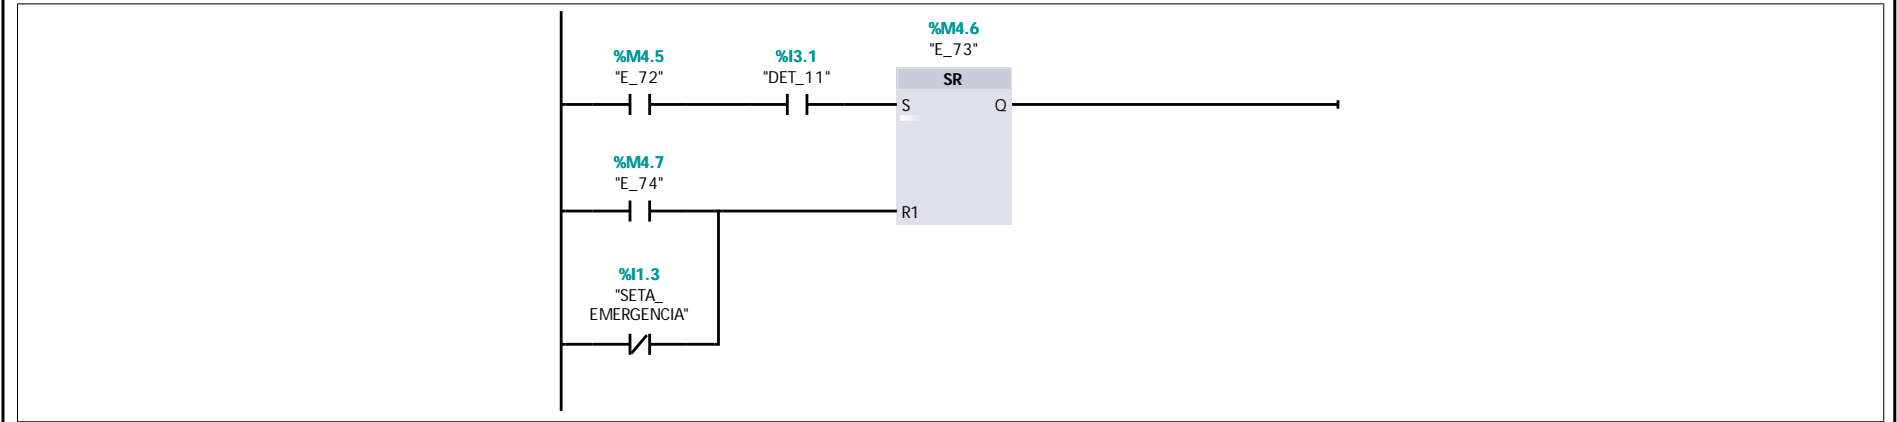 %M4.6
"E_73"
%M4.5
"E_72"
%I3.1
"DET_11"
SR
S
Q
%M4.7
"E_74"
R1
%I1.3
"SETA_
EMERGENCIA"